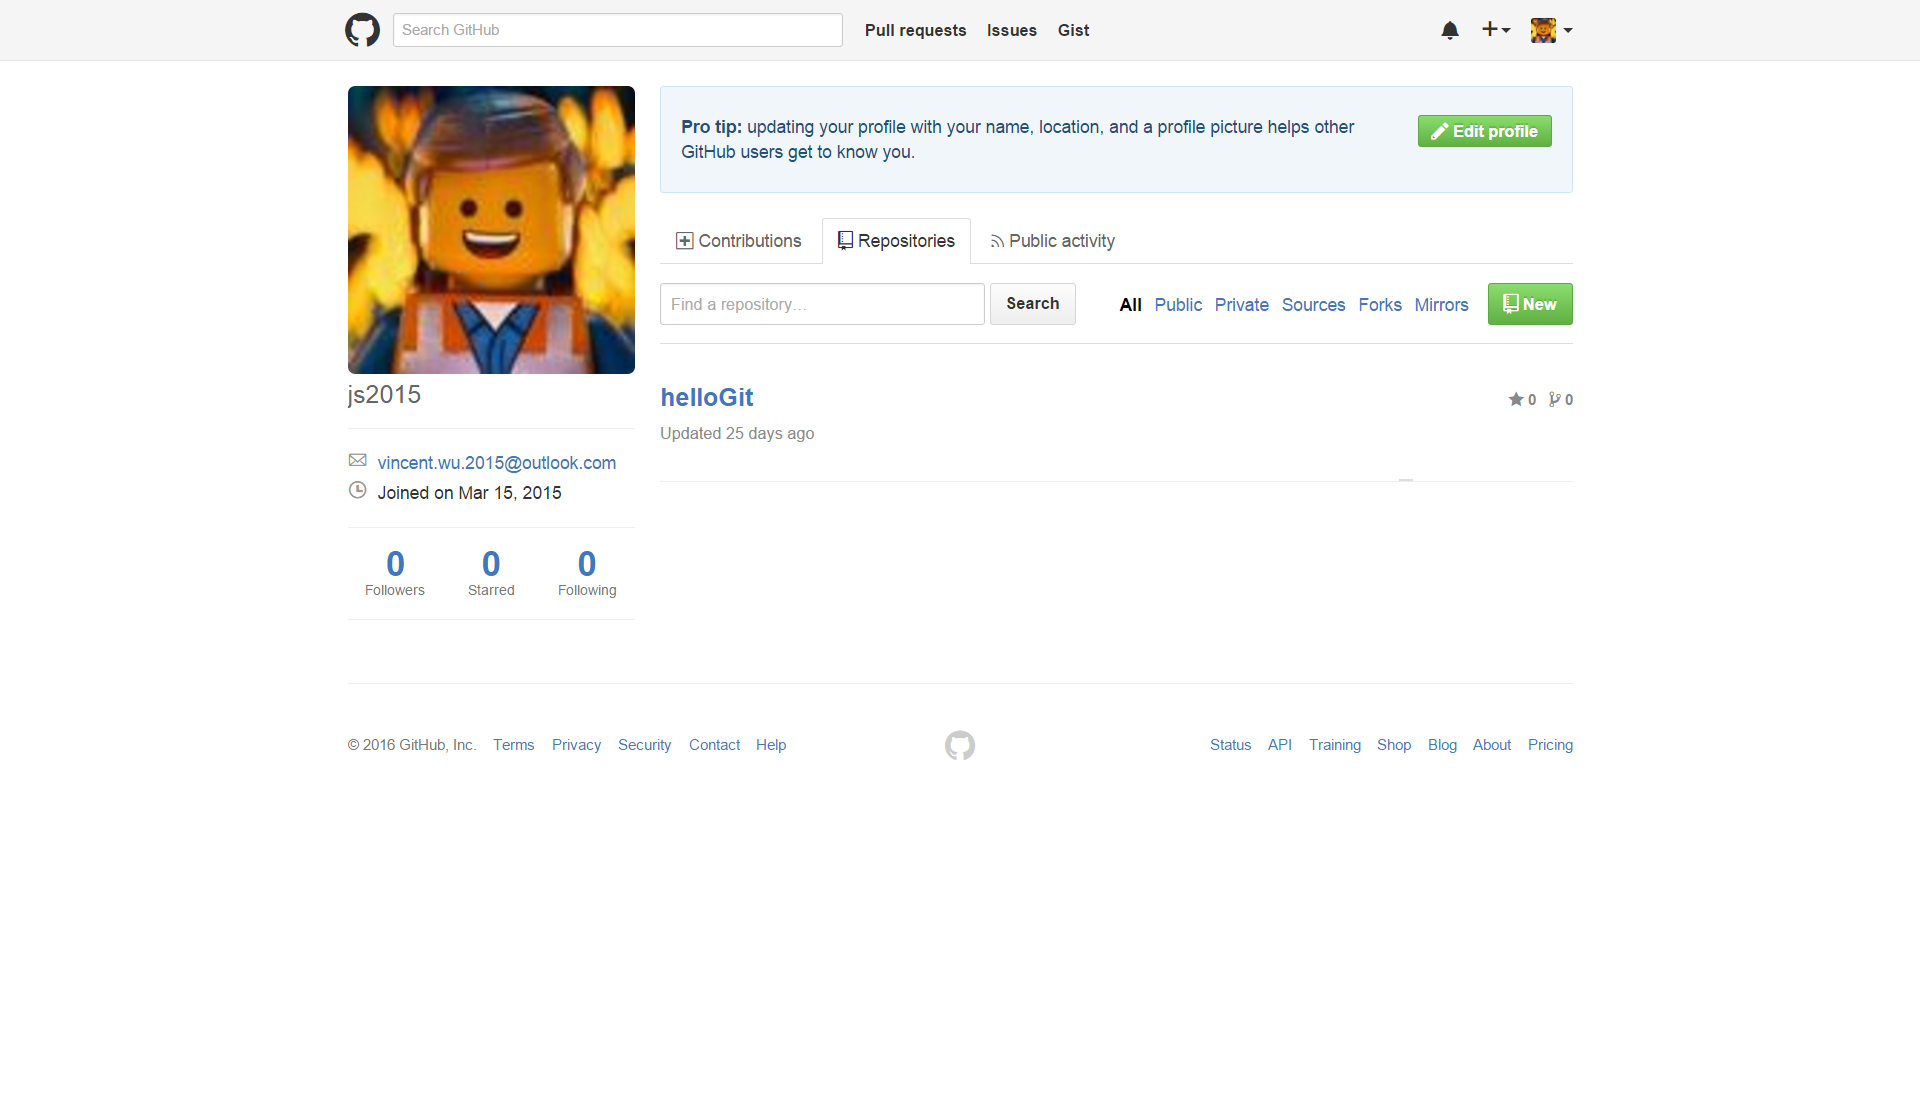 Search GitHub
Pull requests Issues Gist
Pro tip: updating your profile with your name, location, and a profile picture helps other
GitHub users get to know you.
Edit profile
Contributions Repositories Public activity
Find a repository...
Search
All Public Private Sources Forks Mirrors
New
js2015
helloGit
0 0
Updated 25 days ago
vincent.wu.2015@outlook.com
Joined on Mar 15, 2015
0 0 0
Followers Starred Following
© 2016 GitHub, Inc. Terms Privacy Security Contact Help
Status API Training Shop Blog About Pricing